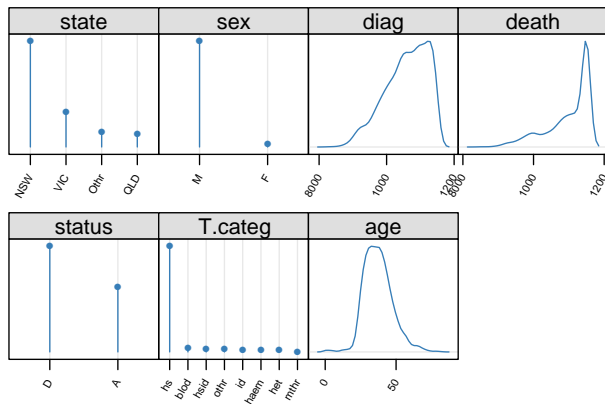 state sex diag death
NSW VIC Othr QLD M F 8000 1000 1200 8000 1000 1200
status T.categ age
D A hs blod hsid othr id haem het mthr 0 50